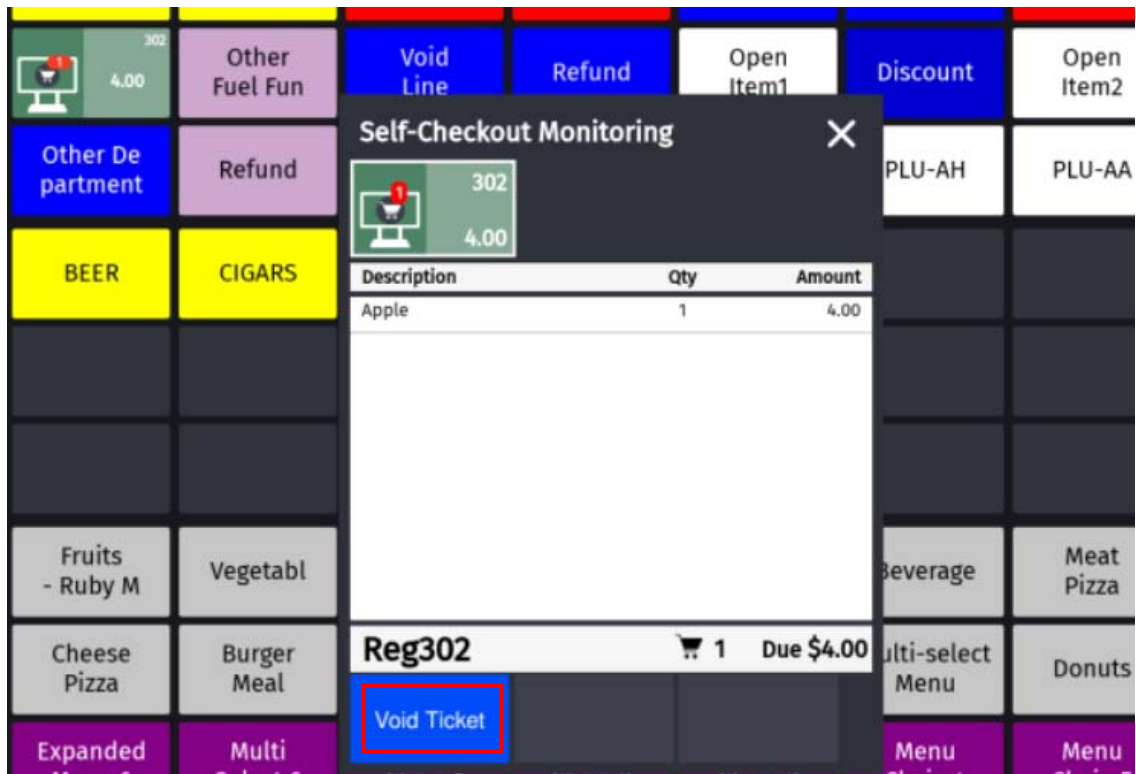 302
1
4.00
Other
Fuel Fun
Void
Line
Refund
Open
Item1
Discount
Open
Item2
Other De
partment
Refund
Self-Checkout Monitoring
302
1
4.00
PLU-AH
PLU-AA
BEER
CIGARS
Description Qty Amount
Apple 1 4.00
Fruits
- Ruby M
Vegetabl
Beverage
Meat
Pizza
Cheese
Pizza
Burger
Meal
Reg302 1 Due $4.00
ulti-select
Menu
Donuts
Void Ticket
Expanded
Multi
Menu
Menu